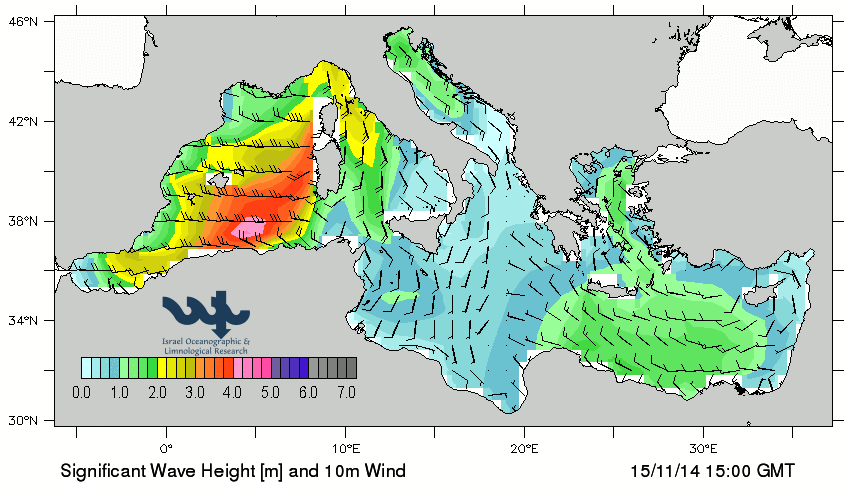 46°N
42°N
38°N
34°N
30°N
Israel Oceanographic &
Limnological Research
0.0 1.0 2.0 3.0 4.0 5.0 6.0 7.0
0° 10°E 20°E 30°E
Significant Wave Height [m] and 10m Wind 15/11/14 15:00 GMT